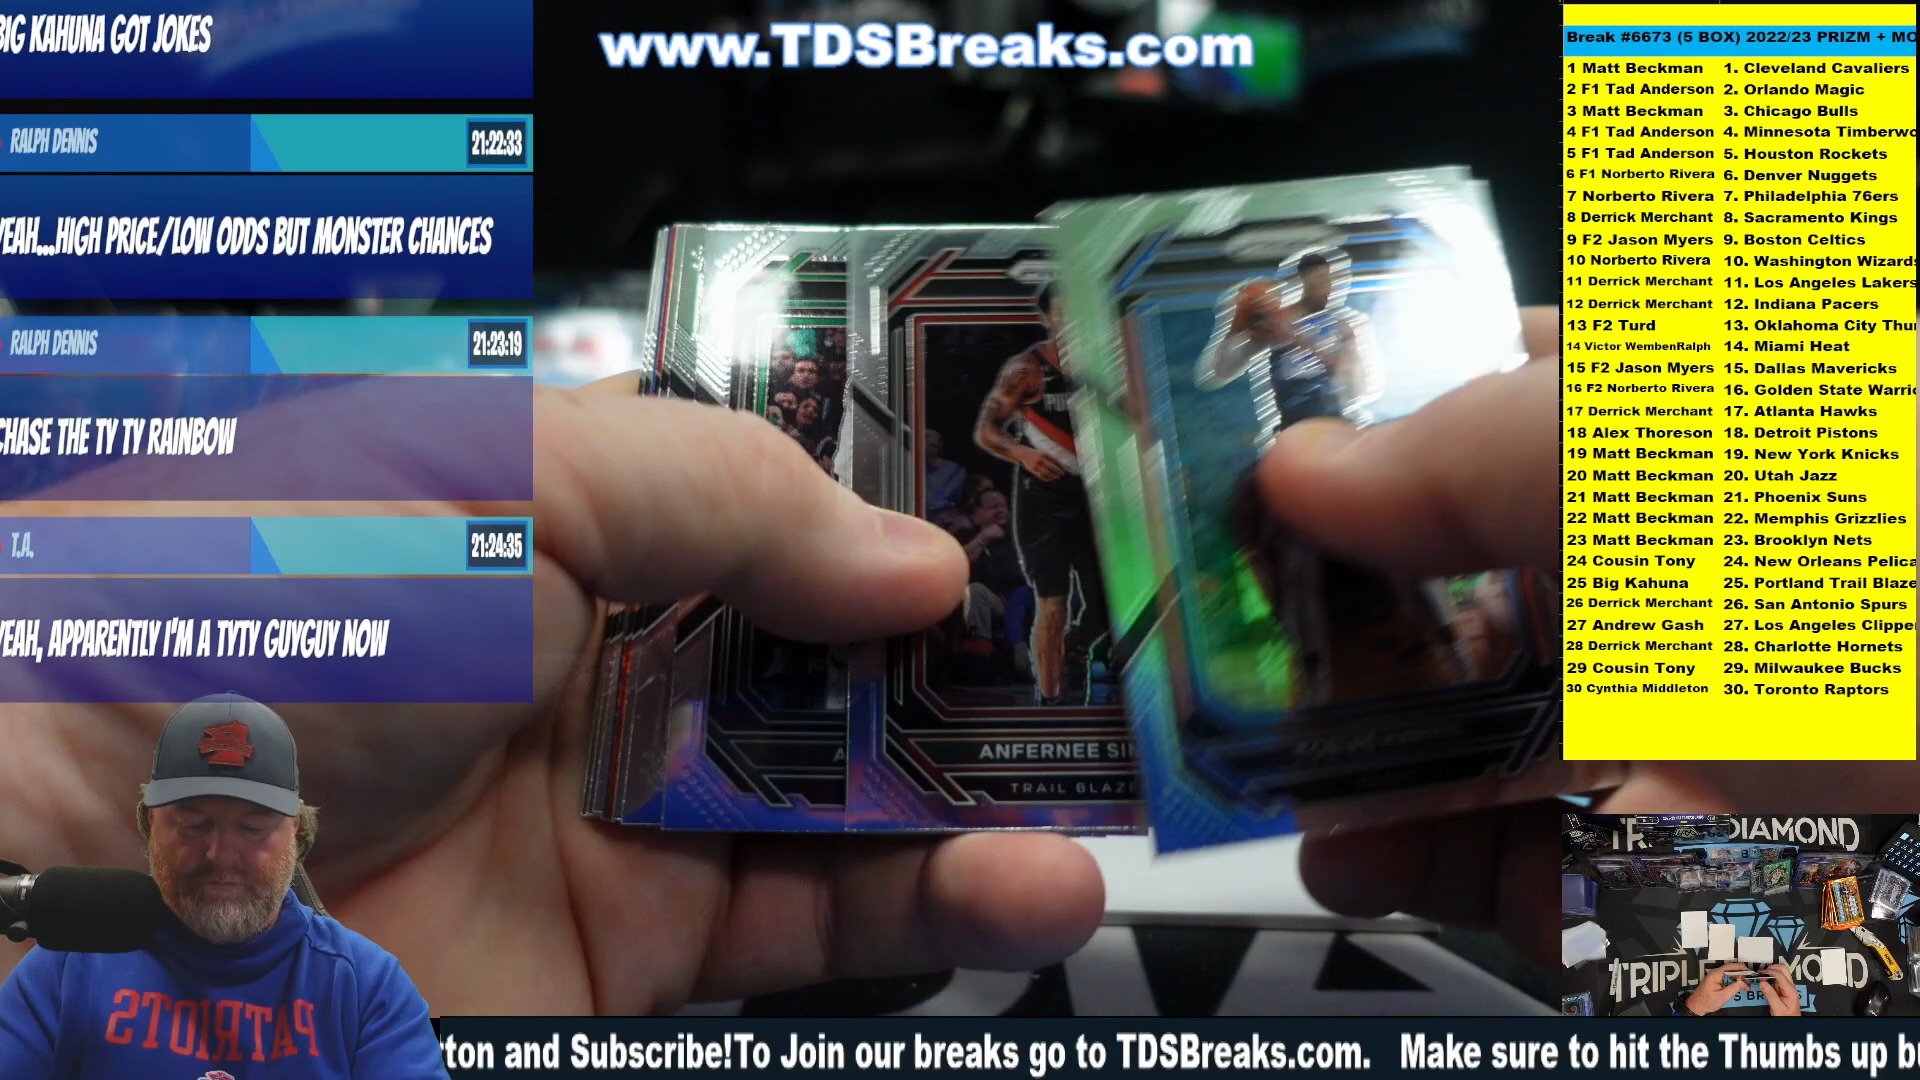 BIG KAHUNA GOT JOKES
RALPH DENNIS
21:22:33
YEAH...HIGH PRICE/LOW ODDS BUT MONSTER CHANCES
RALPH DENNIS
21:23:19
CHASE THE TY TY RAINBOW
T.A.
21:24:35
YEAH, APPARENTLY I'M A TYTY GUYGUY NOW
www.TDSBreaks.com
ANFERNEE SIN
TRAIL BLAZE
PATRIOTS
Break #6673 (5 BOX) 2022/23 PRIZM + MO
1 Matt Beckman 1. Cleveland Cavaliers
2 F1 Tad Anderson 2. Orlando Magic
3 Matt Beckman 3. Chicago Bulls
4 F1 Tad Anderson 4. Minnesota Timberwo
5 F1 Tad Anderson 5. Houston Rockets
6 F1 Norberto Rivera 6. Denver Nuggets
7 Norberto Rivera 7. Philadelphia 76ers
8 Derrick Merchant 8. Sacramento Kings
9 F2 Jason Myers 9. Boston Celtics
10 Norberto Rivera 10. Washington Wizards
11 Derrick Merchant 11. Los Angeles Lakers
12 Derrick Merchant 12. Indiana Pacers
13 F2 Turd 13. Oklahoma City Thu
14 Victor WembenRalph 14. Miami Heat
15 F2 Jason Myers 15. Dallas Mavericks
16 F2 Norberto Rivera 16. Golden State Warrio
17 Derrick Merchant 17. Atlanta Hawks
18 Alex Thoreson 18. Detroit Pistons
19 Matt Beckman 19. New York Knicks
20 Matt Beckman 20. Utah Jazz
21 Matt Beckman 21. Phoenix Suns
22 Matt Beckman 22. Memphis Grizzlies
23 Matt Beckman 23. Brooklyn Nets
24 Cousin Tony 24. New Orleans Pelica
25 Big Kahuna 25. Portland Trail Blaze
26 Derrick Merchant 26. San Antonio Spurs
27 Andrew Gash 27. Los Angeles Clipper
28 Derrick Merchant 28. Charlotte Hornets
29 Cousin Tony 29. Milwaukee Bucks
30 Cynthia Middleton 30. Toronto Raptors
DIAMOND
TRIPLE
tton and Subscribe!To Join our breaks go to TDSBreaks.com. Make sure to hit the Thumbs up bu